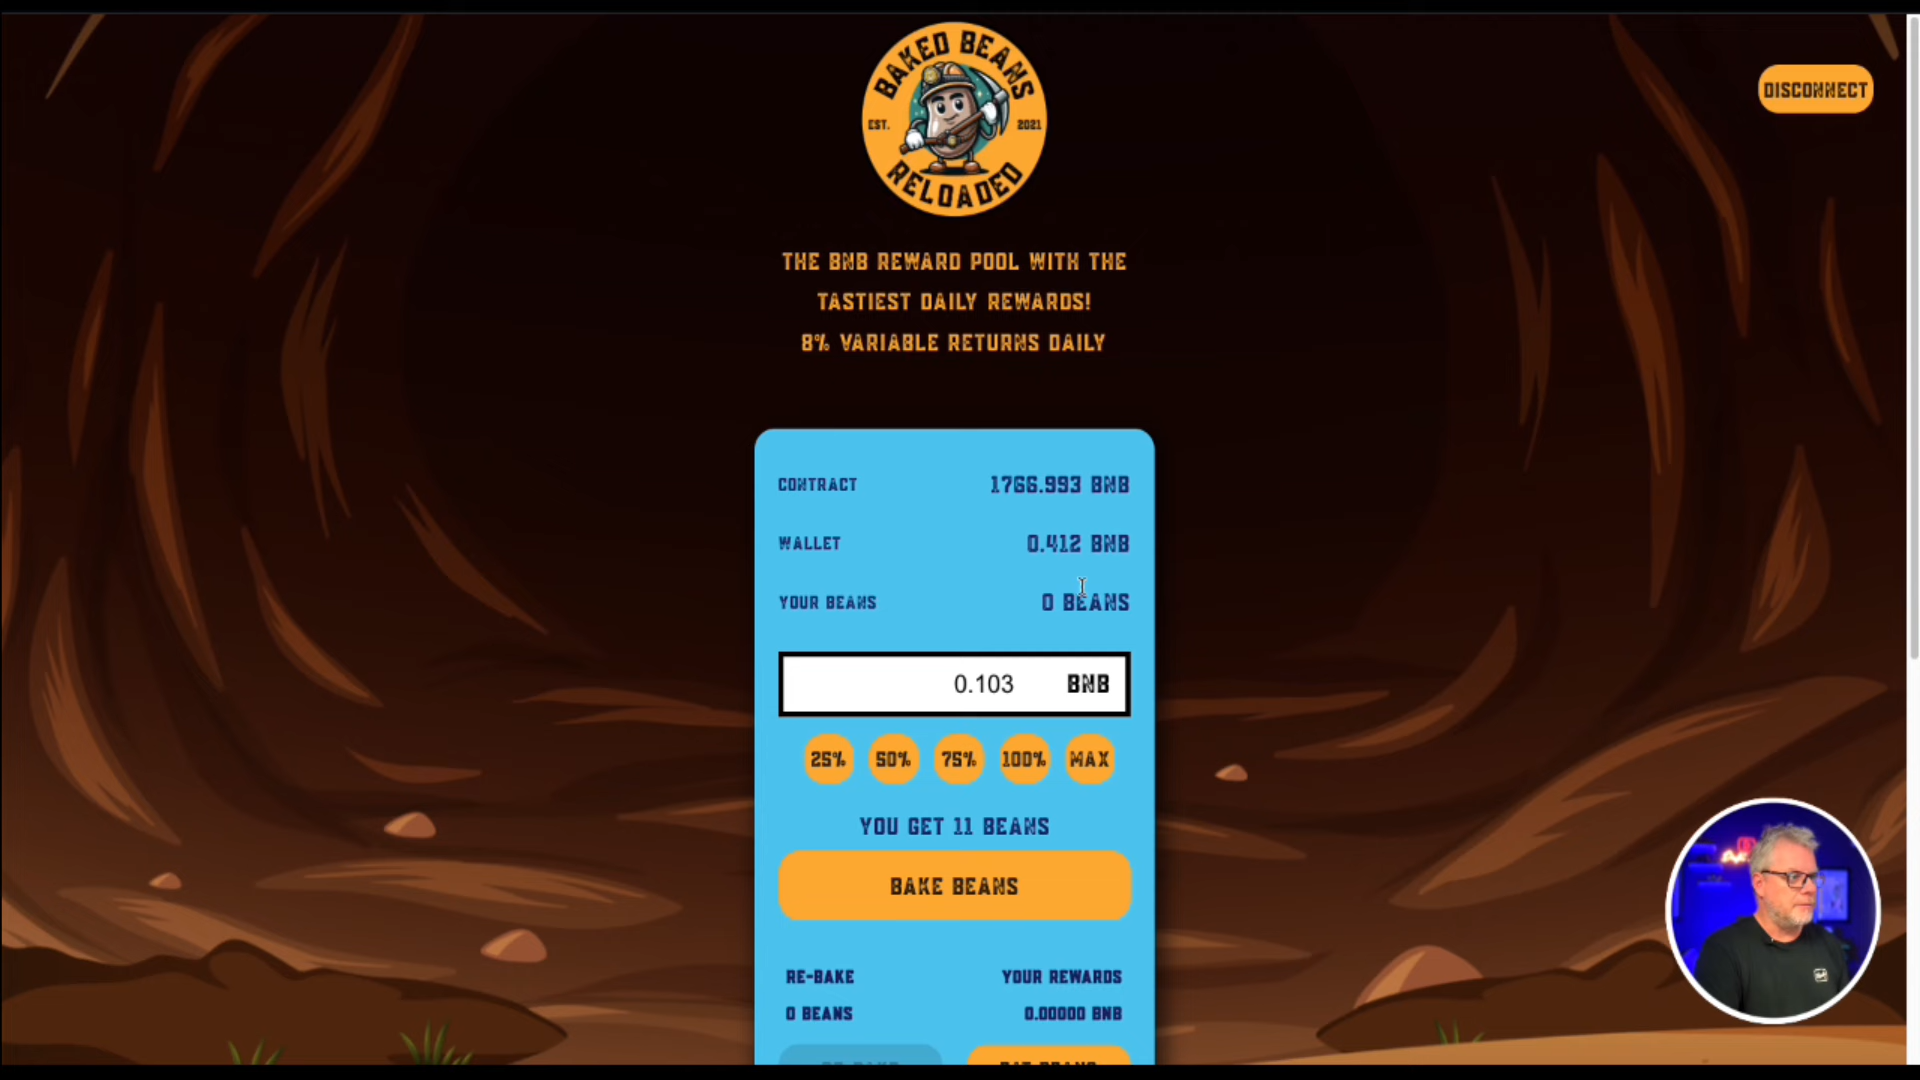 BAKED BEANS
EST. 2021
RELOADED
DISCONNECT
THE BNB REWARD POOL WITH THE
TASTIEST DAILY REWARDS!
8% VARIABLE RETURNS DAILY
CONTRACT 1766.993 BNB
WALLET 0.412 BNB
YOUR BEANS 0 BEANS
0.103 BNB
25% 50% 75% 100% MAX
YOU GET 11 BEANS
BAKE BEANS
RE-BAKE YOUR REWARDS
0 BEANS 0.00000 BNB